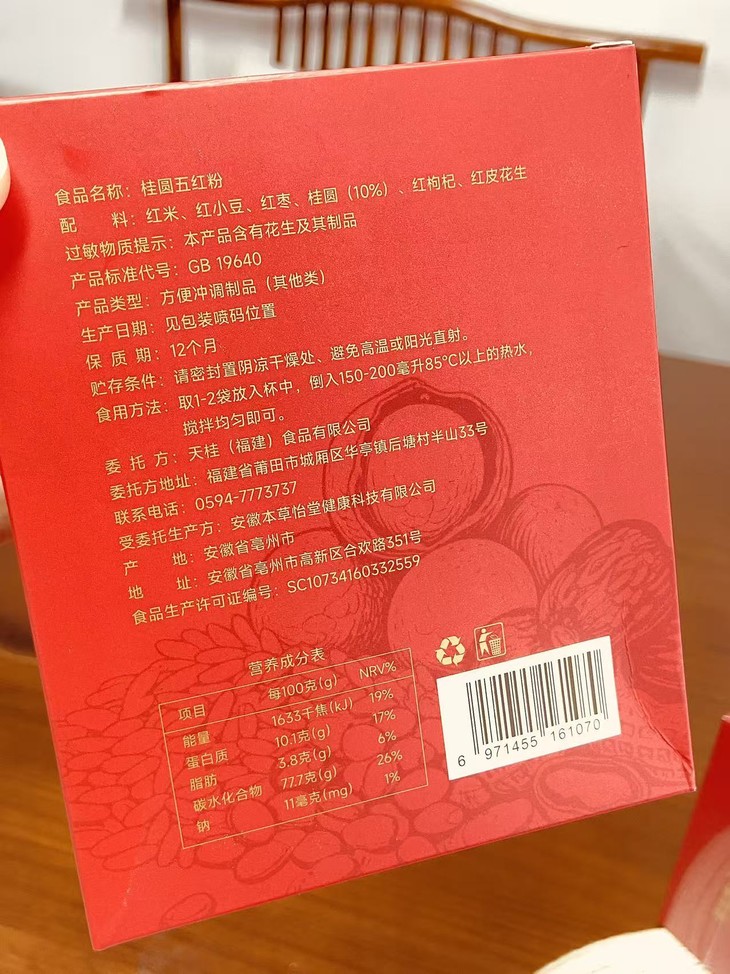 食品名称：桂圆五红粉
配 料：红米、红小豆、红枣、桂圆（10%）、红枸杞、红皮花生
过敏物质提示：本产品含有花生及其制品
产品标准代号：GB 19640
产品类型：方便冲调制品（其他类）
生产日期：见包装喷码位置
保 质 期：12个月
贮存条件：请密封置阴凉干燥处、避免高温或阳光直射。
食用方法：取1-2袋放入杯中，倒入150-200毫升85°C以上的热水，
搅拌均匀即可。
委 托 方：天桂（福建）食品有限公司
委托方地址：福建省莆田市城厢区华亭镇后塘村半山33号
联系电话：0594-7773737
受委托生产方：安徽本草怡堂健康科技有限公司
产 地：安徽省亳州市
地 址：安徽省亳州市高新区合欢路351号
食品生产许可证编号：SC10734160332559
营养成分表
项目 每100克(g) NRV%
能量 1633千焦(kJ) 19%
蛋白质 10.1克(g) 17%
脂肪 3.8克(g) 6%
碳水化合物 77.7克(g) 26%
钠 11毫克(mg) 1%
6 971455 161070